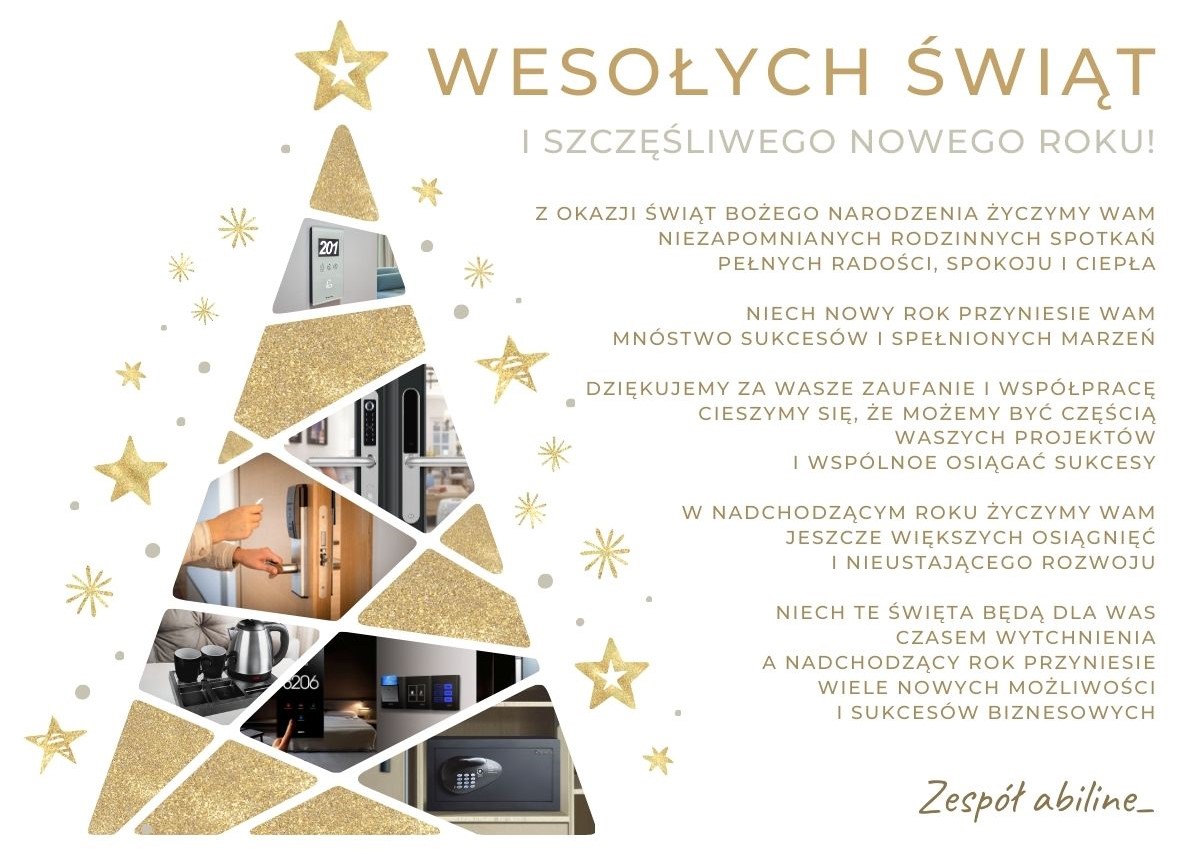 WESOŁYCH ŚWIĄT
I SZCZĘŚLIWEGO NOWEGO ROKU!
Z OKAZJI ŚWIĄT BOŻEGO NARODZENIA ŻYCZYMY WAM
NIEZAPOMNIANYCH RODZINNYCH SPOTKAŃ
PEŁNYCH RADOŚCI, SPOKOJU I CIEPŁA
NIECH NOWY ROK PRZYNIESIE WAM
MNÓSTWO SUKCESÓW I SPEŁNIONYCH MARZEŃ
DZIĘKUJEMY ZA WASZE ZAUFANIE I WSPÓŁPRACĘ
CIESZYMY SIĘ, ŻE MOŻEMY BYĆ CZĘŚCIĄ
WASZYCH PROJEKTÓW
I WSPÓLNOE OSIĄGAĆ SUKCESY
W NADCHODZĄCYM ROKU ŻYCZYMY WAM
JESZCZE WIĘKSZYCH OSIĄGNIĘĆ
I NIEUSTAJĄCEGO ROZWOJU
NIECH TE ŚWIĘTA BĘDĄ DLA WAS
CZASEM WYTCHNIENIA
A NADCHODZĄCY ROK PRZYNIESIE
WIELE NOWYCH MOŻLIWOŚCI
I SUKCESÓW BIZNESOWYCH
Zespół abiline_
201
6206